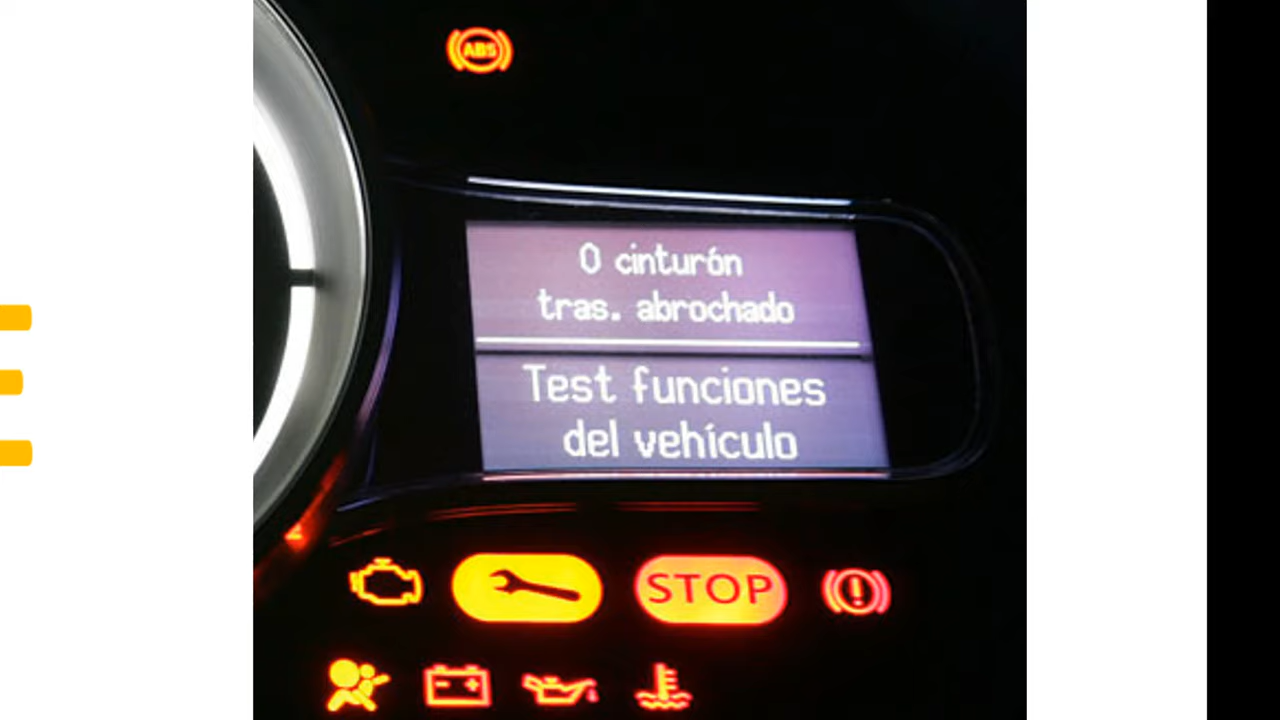 ABS
0 cinturón
tras. abrochado
Test funciones
del vehículo
STOP